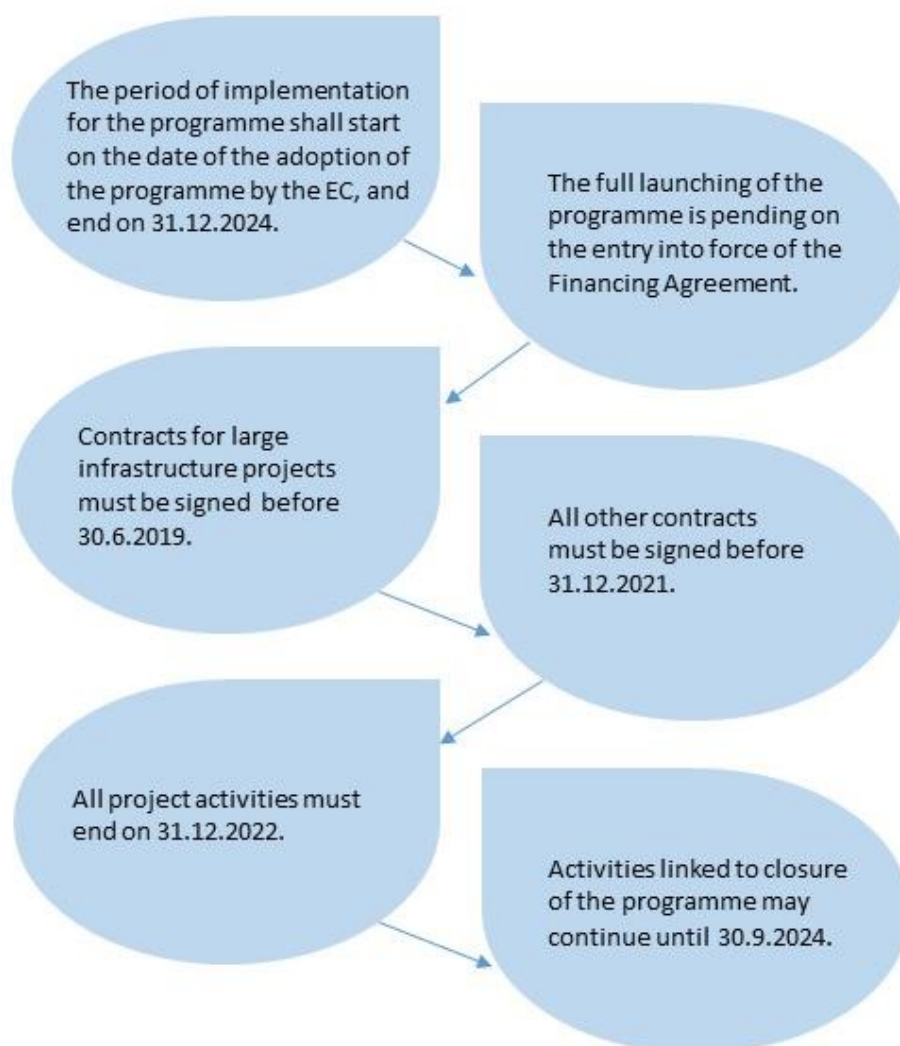 The period of implementation
for the programme shall start
on the date of the adoption of
the programme by the EC, and
end on 31.12.2024.
The full launching of the
programme is pending on
the entry into force of the
Financing Agreement.
Contracts for large
infrastructure projects
must be signed before
30.6.2019.
All other contracts
must be signed before
31.12.2021.
All project activities must
end on 31.12.2022.
Activities linked to closure
of the programme may
continue until 30.9.2024.